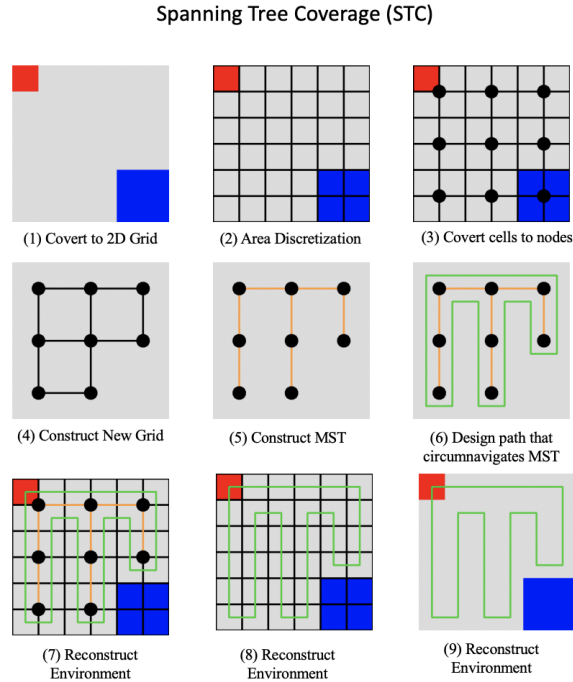 Spanning Tree Coverage (STC)
(1) Covert to 2D Grid
(2) Area Discretization
(3) Covert cells to nodes
(4) Construct New Grid
(5) Construct MST
(6) Design path that
circumnavigates MST
(7) Reconstruct
Environment
(8) Reconstruct
Environment
(9) Reconstruct
Environment